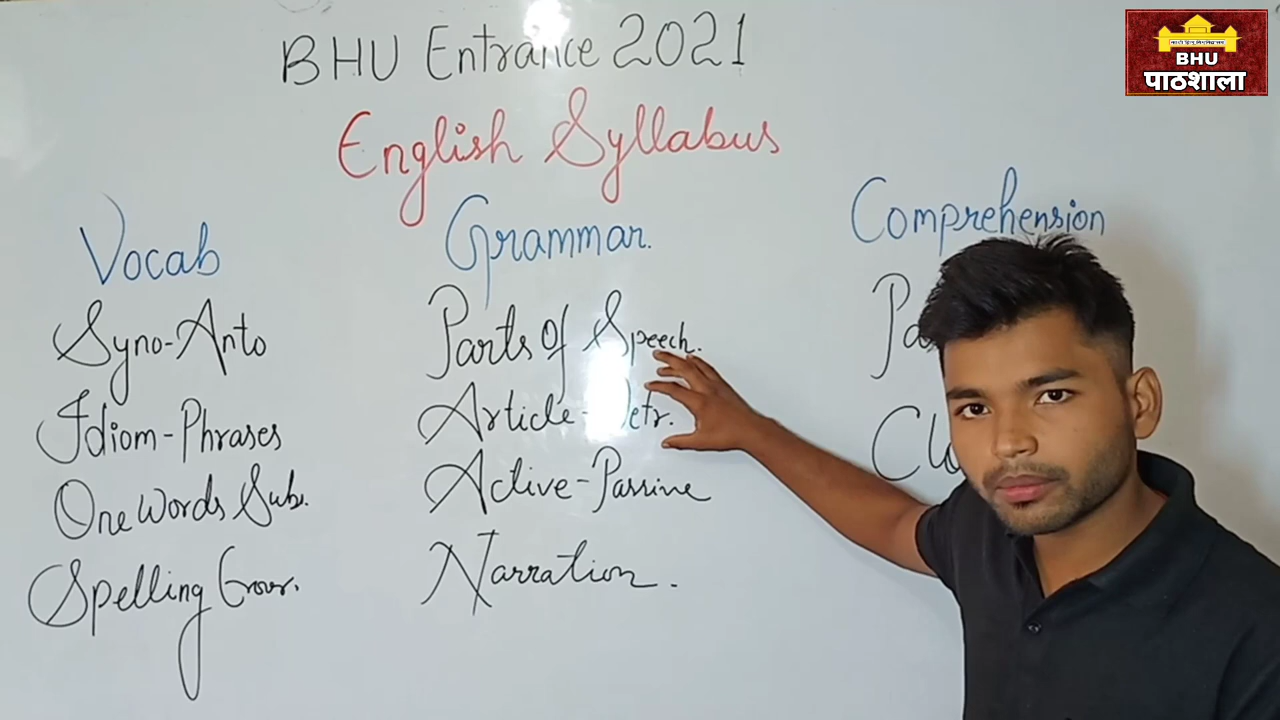 BHU Entrance 2021
English Syllabus
Vocab
Syno-Anto
Idiom-Phrases
One Words Sub.
Spelling Error.
Grammar.
Parts Of Speech.
Article - Detr.
Active-Passive
Narration.
Comprehension
BHU
पाठशाला